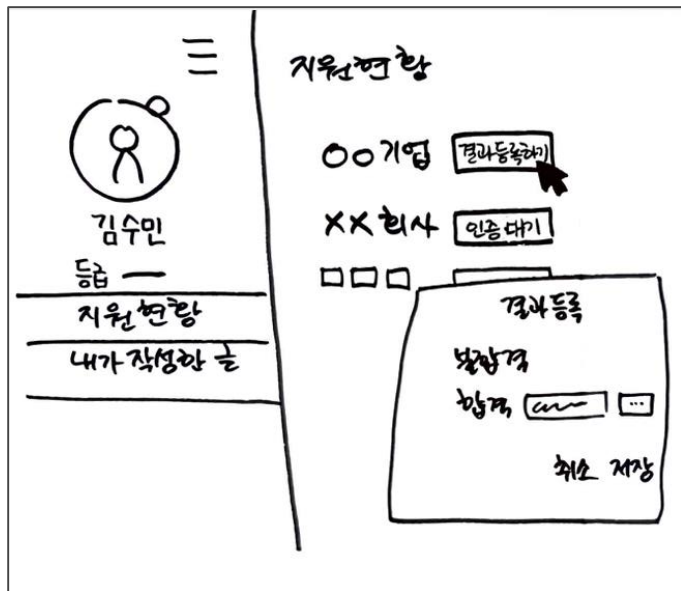 김수민
등급
지원현황
내가 작성한 글
지원현황
○○기업 결과등록하기
××회사 인증대기
□□□
결과등록
불합격
합격 ...
취소 저장